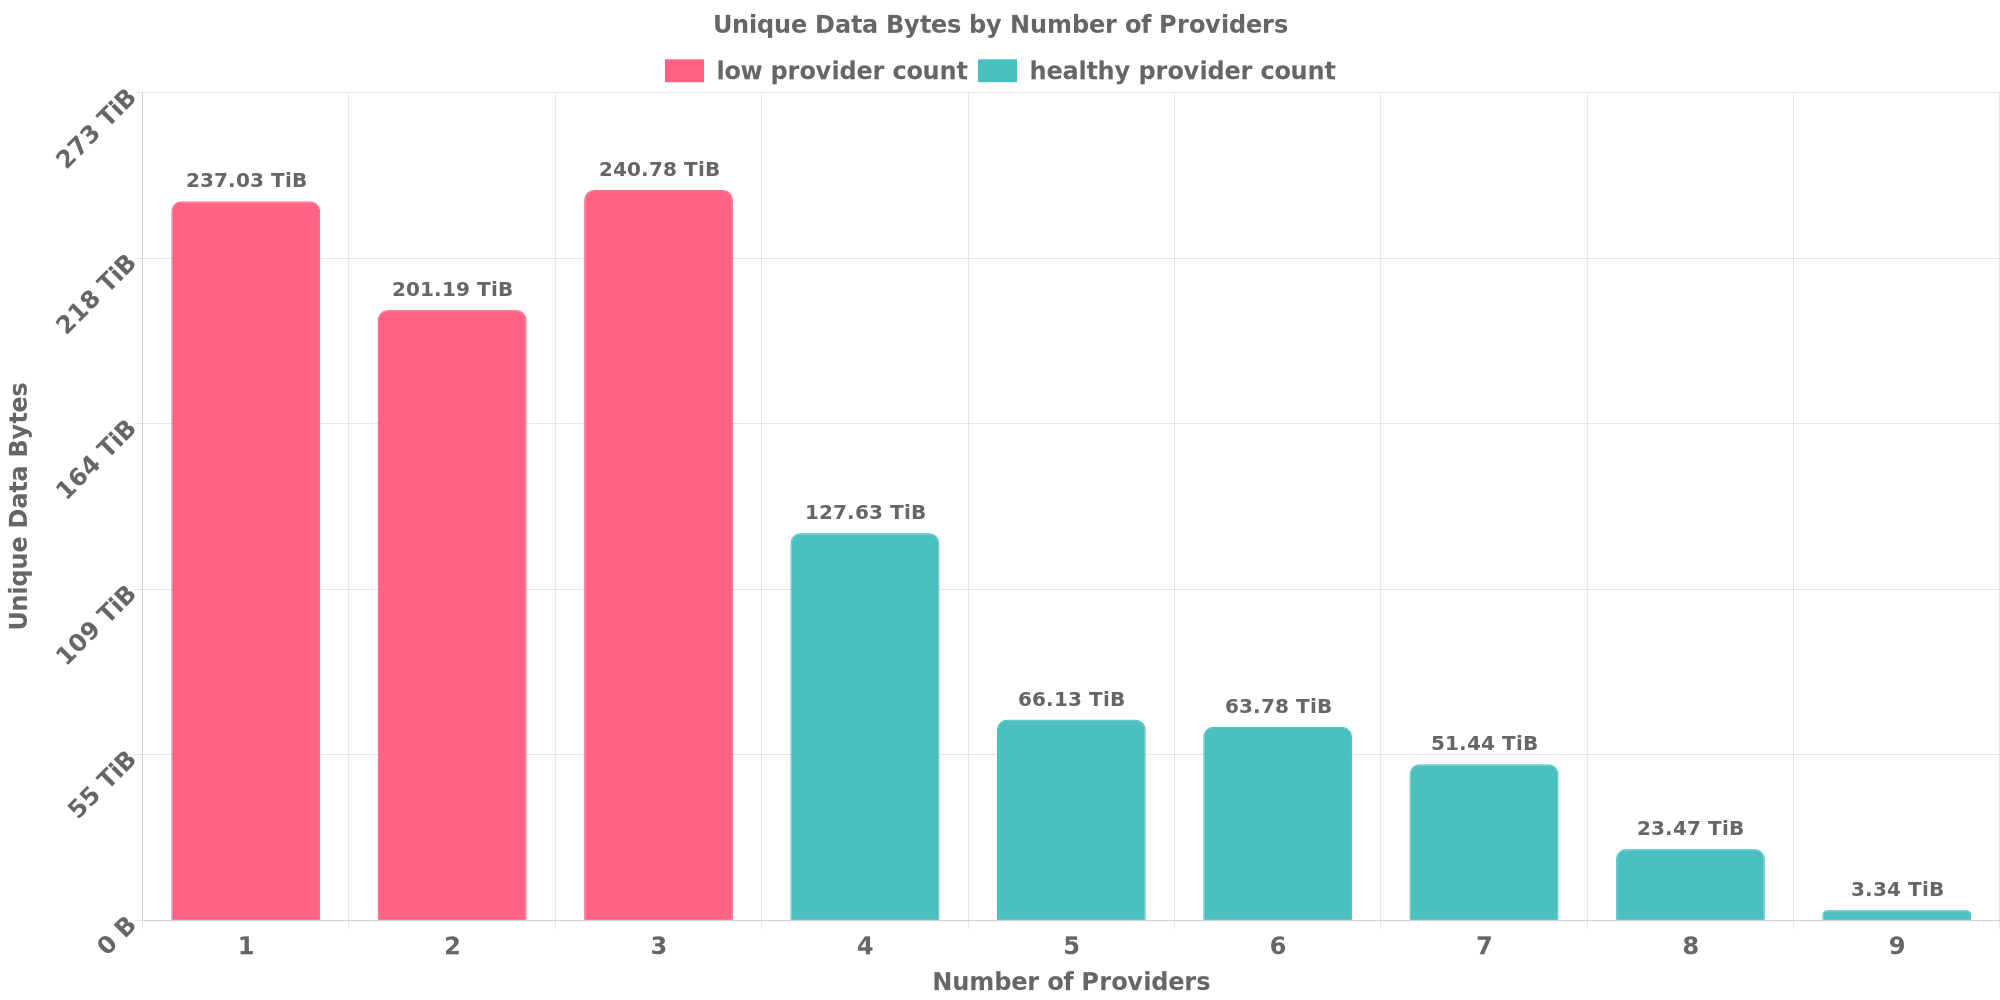 Unique Data Bytes by Number of Providers
low provider count healthy provider count
273 TiB
218 TiB
164 TiB
109 TiB
55 TiB
0 B
Unique Data Bytes
237.03 TiB
201.19 TiB
240.78 TiB
127.63 TiB
66.13 TiB
63.78 TiB
51.44 TiB
23.47 TiB
3.34 TiB
1 2 3 4 5 6 7 8 9
Number of Providers